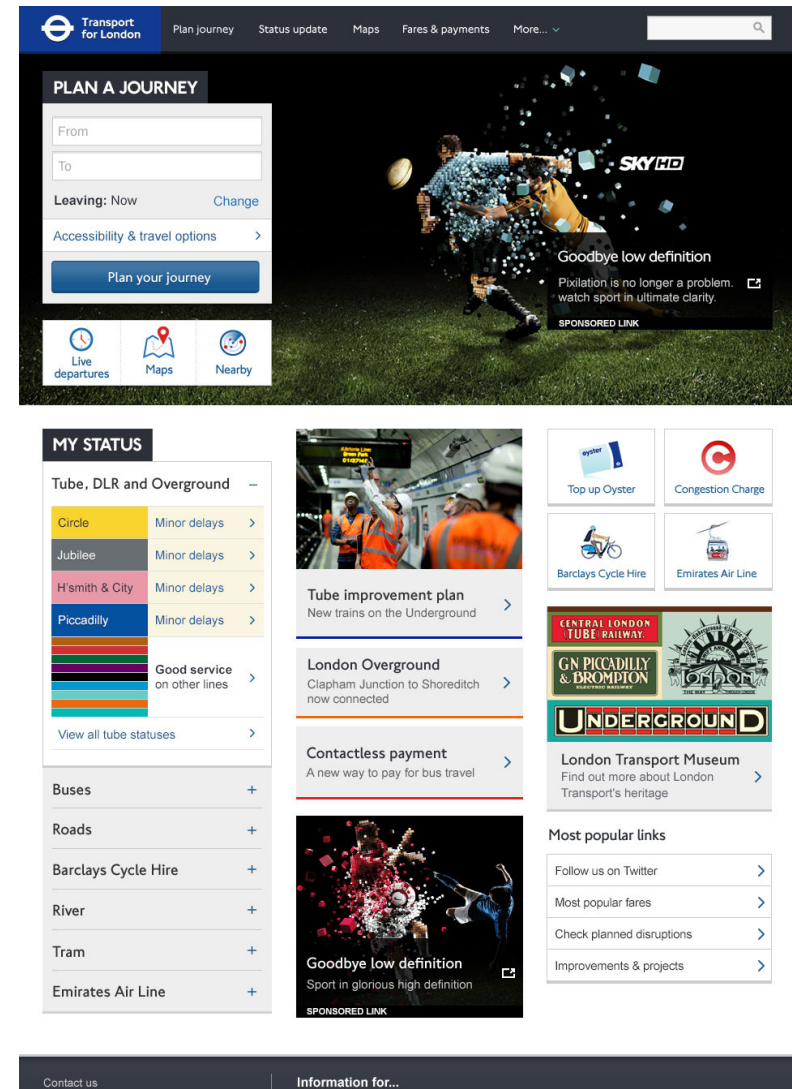 Transport
for London
Plan journey
Status update
Maps
Fares & payments
More...
PLAN A JOURNEY
From
To
Leaving: Now
Change
Accessibility & travel options
Plan your journey
Live
departures
Maps
Nearby
SKY HD
Goodbye low definition
Pixilation is no longer a problem.
watch sport in ultimate clarity.
SPONSORED LINK
MY STATUS
Tube, DLR and Overground
Circle
Minor delays
Jubilee
Minor delays
H'smith & City
Minor delays
Piccadilly
Minor delays
Good service
on other lines
View all tube statuses
Buses
Roads
Barclays Cycle Hire
River
Tram
Emirates Air Line
Tube improvement plan
New trains on the Underground
London Overground
Clapham Junction to Shoreditch
now connected
Contactless payment
A new way to pay for bus travel
Goodbye low definition
Sport in glorious high definition
SPONSORED LINK
oyster
Top up Oyster
Congestion Charge
Barclays Cycle Hire
Emirates Air Line
CENTRAL LONDON
(TUBE) RAILWAY.
GN PICCADILLY
& BROMPTON
ELECTRIC RAILWAY
LONDON
UNDERGROUND
London Transport Museum
Find out more about London
Transport's heritage
Most popular links
Follow us on Twitter
Most popular fares
Check planned disruptions
Improvements & projects
Contact us
Information for...